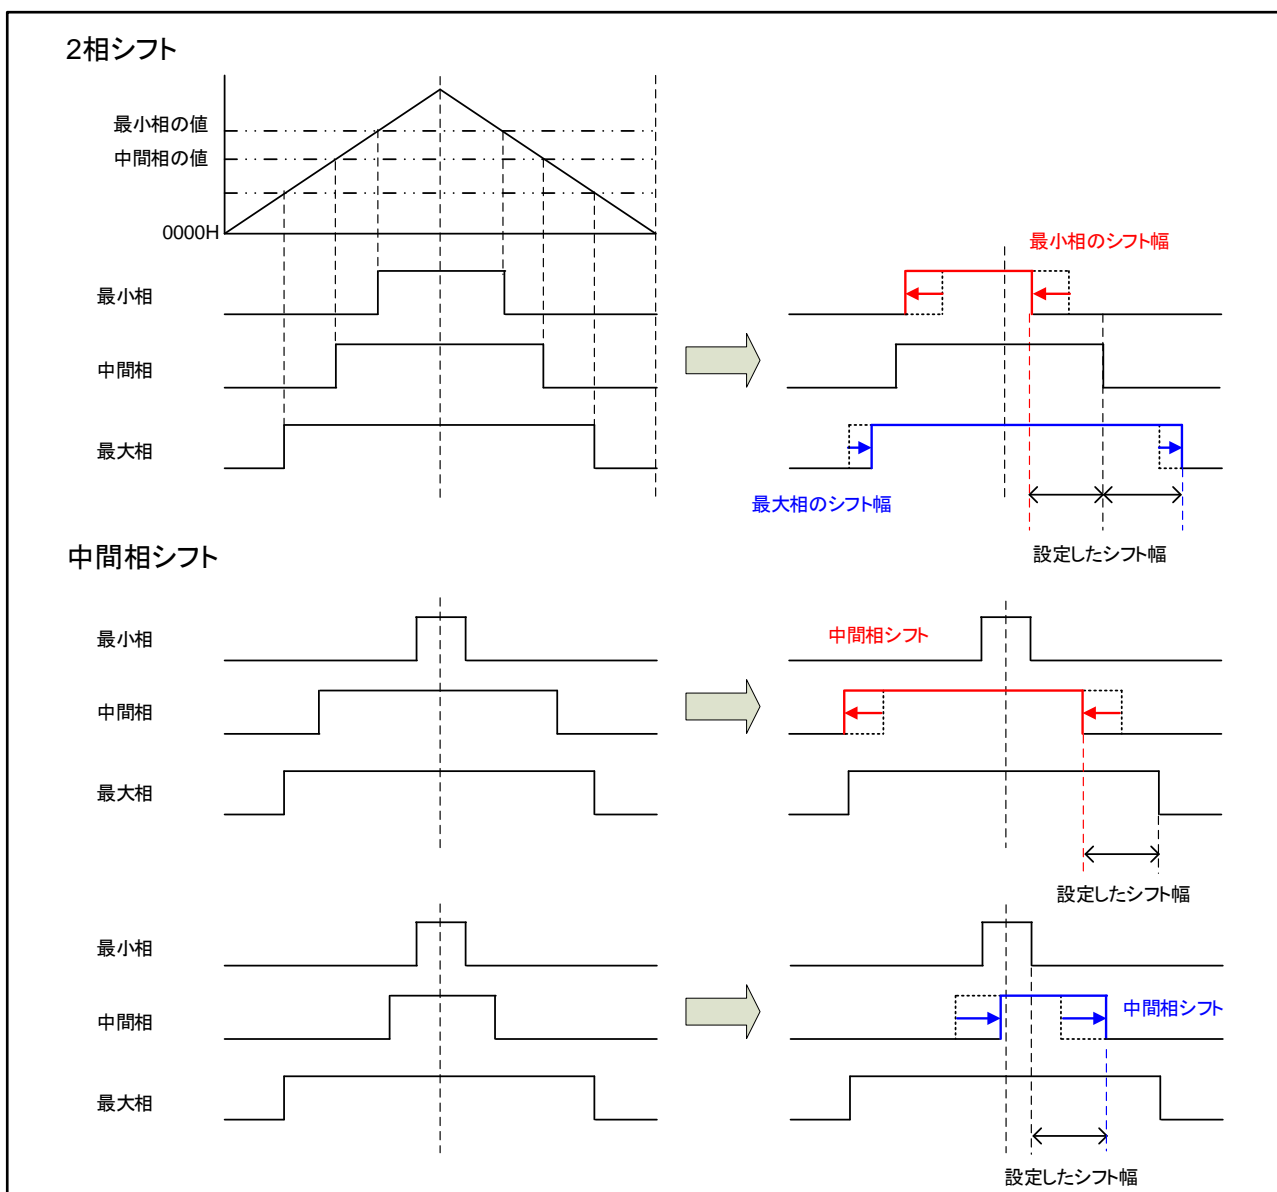 2相シフト
最小相の値
中間相の値
0000H
最小相のシフト幅
最小相
中間相
最大相
最大相のシフト幅
設定したシフト幅
中間相シフト
最小相
中間相シフト
中間相
最大相
設定したシフト幅
最小相
中間相
中間相シフト
最大相
設定したシフト幅